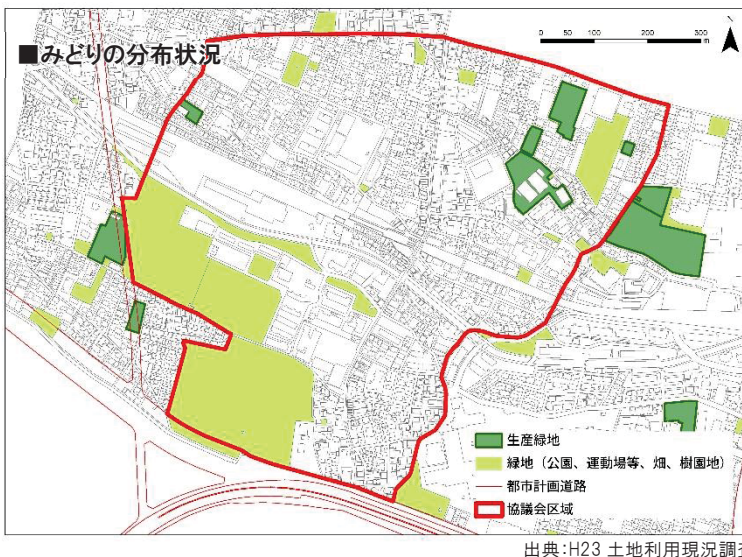 ■みどりの分布状況
N
0 50 100 200 300
m
生産緑地
緑地（公園、運動場等、畑、樹園地）
都市計画道路
協議会区域
出典:H23 土地利用現況調